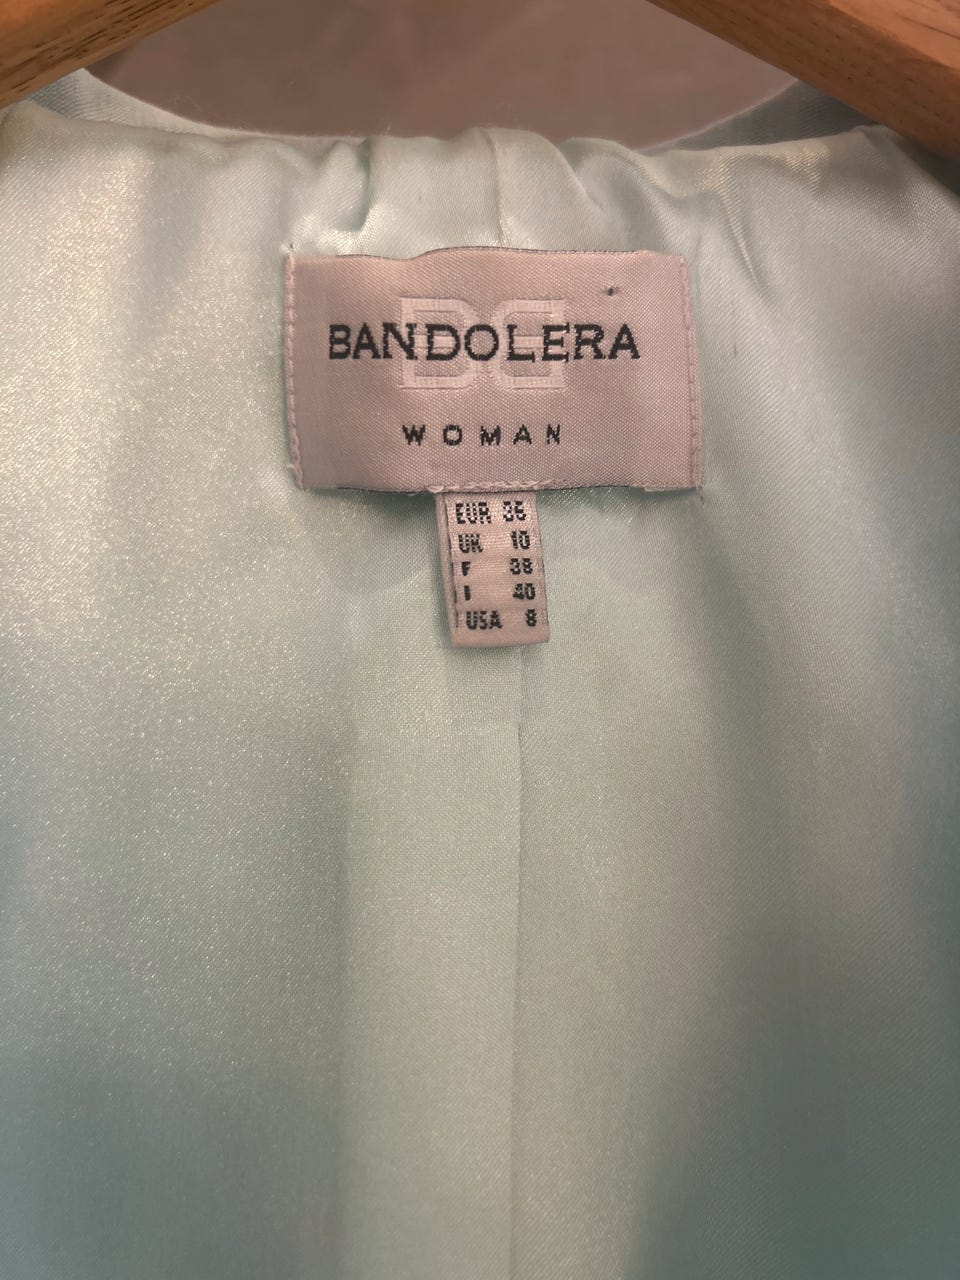 BANDOLERA
WOMAN
EUR 36
UK 10
F 38
I 40
USA 8